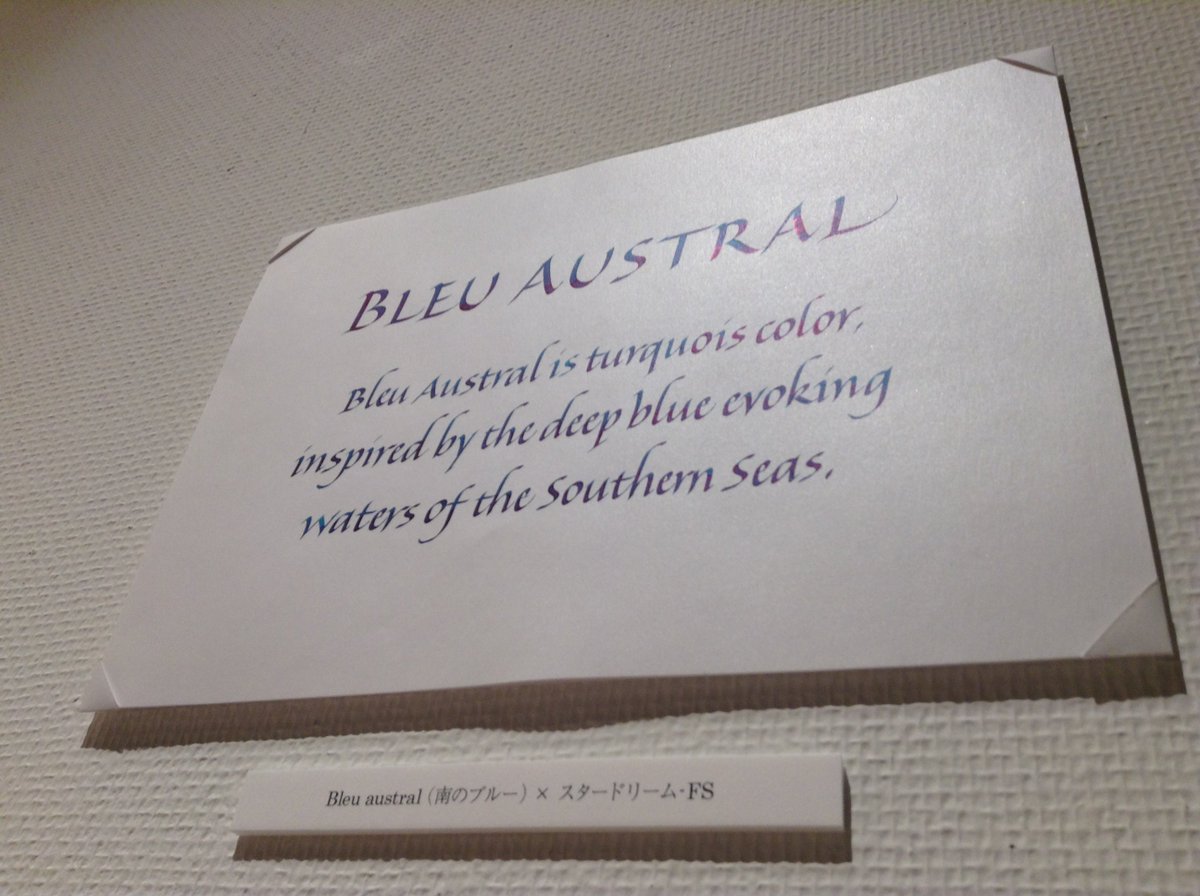 BLEU AUSTRAL
Bleu Austral is turquois color,
inspired by the deep blue evoking
waters of the Southern Seas.
Bleu austral（南のブルー）× スタードリーム・FS